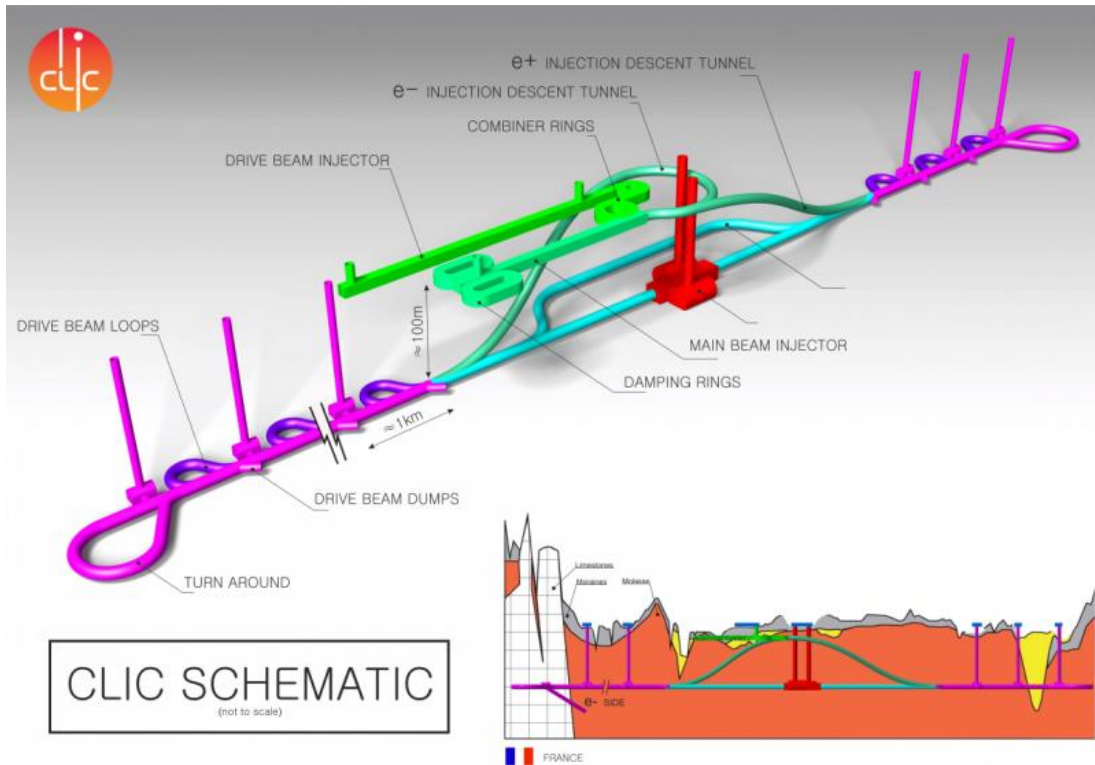 clic
e+ INJECTION DESCENT TUNNEL
e- INJECTION DESCENT TUNNEL
COMBINER RINGS
DRIVE BEAM INJECTOR
≈100m
DRIVE BEAM LOOPS
MAIN BEAM INJECTOR
DAMPING RINGS
≈1km
DRIVE BEAM DUMPS
TURN AROUND
CLIC SCHEMATIC
(not to scale)
Limestones
Moraines
Molasse
e- SIDE
FRANCE